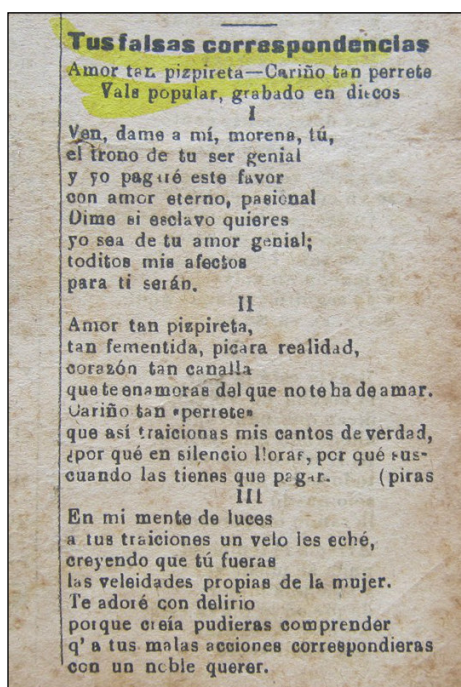 Tus falsas correspondencias
Amor tan pizpireta—Cariño tan perrete
Vals popular, grabado en discos
I
Ven, dame a mí, morena, tú,
el trono de tu ser genial
y yo pagaré este favor
con amor eterno, pasional
Dime si esclavo quieres
yo sea de tu amor genial;
toditos mis afectos
para ti serán.
II
Amor tan pizpireta,
tan fementida, picara realidad,
corazón tan canalla
que te enamoras del que no te ha de amar.
Cariño tan «perrete»
que así traicionas mis cantos de verdad,
¿por qué en silencio lloras, por qué sus-
cuando las tienes que pagar. (piras
III
En mi mente de luces
a tus traiciones un velo les eché,
creyendo que tú fueras
las veleidades propias de la mujer.
Te adoré con delirio
porque creía pudieras comprender
q' a tus malas acciones correspondieras
con un noble querer.